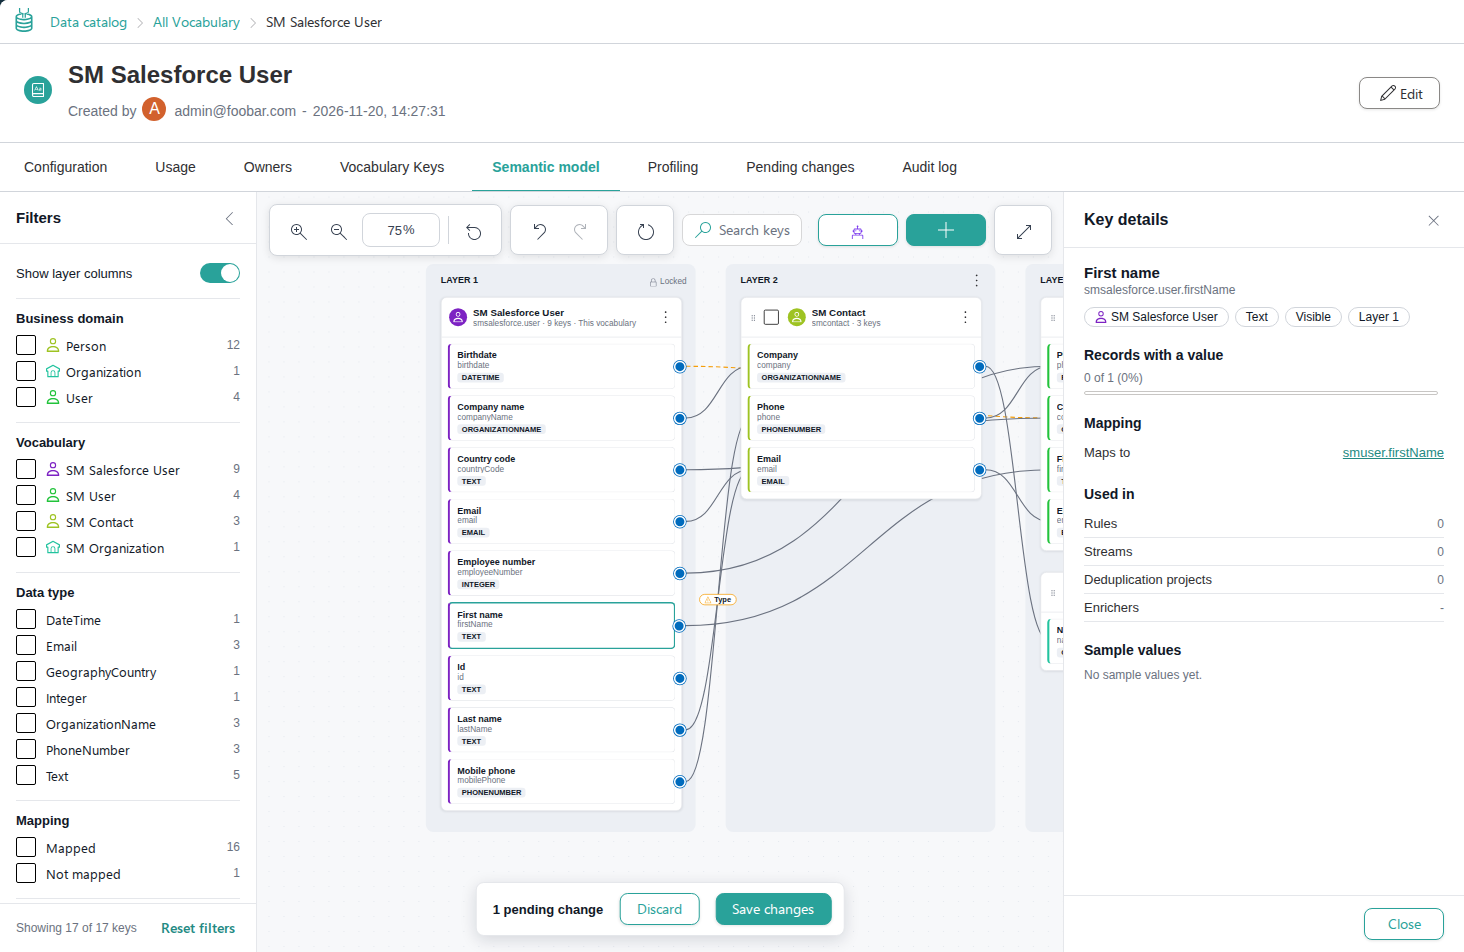 Data catalog > All Vocabulary > SM Salesforce User
SM Salesforce User
Created by A admin@foobar.com - 2026-11-20, 14:27:31
Edit
Configuration Usage Owners Vocabulary Keys Semantic model Profiling Pending changes Audit log
Filters
Show layer columns
Business domain
Person 12
Organization 1
User 4
Vocabulary
SM Salesforce User 9
SM User 4
SM Contact 3
SM Organization 1
Data type
DateTime 1
Email 3
GeographyCountry 1
Integer 1
OrganizationName 3
PhoneNumber 3
Text 5
Mapping
Mapped 16
Not mapped 1
Showing 17 of 17 keys Reset filters
75%
Search keys
LAYER 1 Locked
SM Salesforce User
smsalesforce.user · 9 keys · This vocabulary
Birthdate
birthdate
DATETIME
Company name
companyName
ORGANIZATIONNAME
Country code
countryCode
TEXT
Email
email
EMAIL
Employee number
employeeNumber
INTEGER
First name
firstName
TEXT
Id
id
TEXT
Last name
lastName
TEXT
Mobile phone
mobilePhone
PHONENUMBER
Type
LAYER 2
SM Contact
smcontact · 3 keys
Company
company
ORGANIZATIONNAME
Phone
phone
PHONENUMBER
Email
email
EMAIL
1 pending change Discard Save changes
Key details
First name
smsalesforce.user.firstName
SM Salesforce User Text Visible Layer 1
Records with a value
0 of 1 (0%)
Mapping
Maps to smuser.firstName
Used in
Rules 0
Streams 0
Deduplication projects 0
Enrichers -
Sample values
No sample values yet.
Close